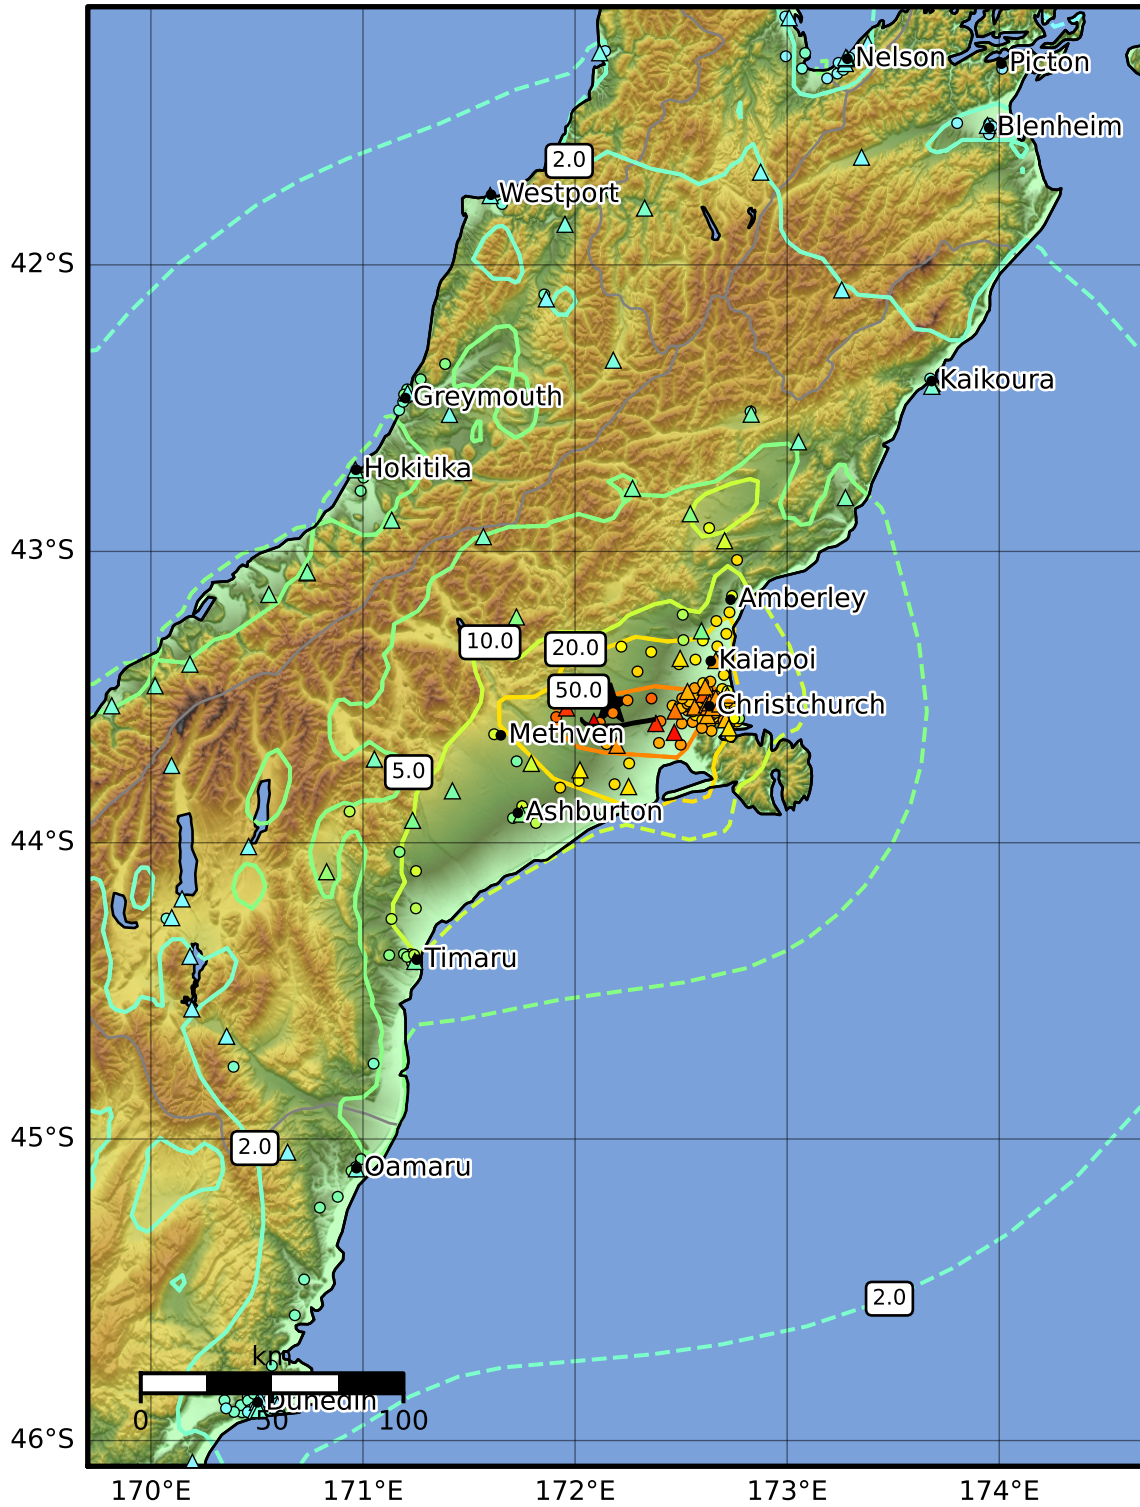 Nelson
Picton
Blenheim
2.0
Westport
42°S
Kaikoura
Greymouth
Hokitika
43°S
Amberley
10.0
20.0
Kaiapoi
50.0
Christchurch
Methven
5.0
Ashburton
44°S
Timaru
45°S
2.0
Oamaru
2.0
km
Dunedin
0
50
100
46°S
170°E
171°E
172°E
173°E
174°E